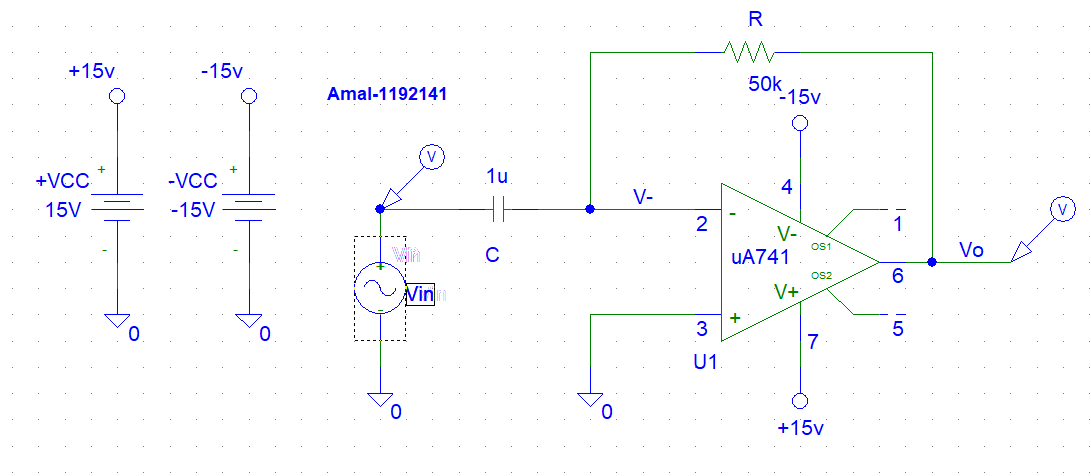 R
+15v
-15v
Amal-1192141
50k
-15v
V
+
+
+VCC
-VCC
1u
4
15V
-15V
V-
V
2
-
1
V-
OS1
-
-
C
uA741
Vo
Vin
+
6
OS2
Vin
V+
-
3
+
5
0
0
U1
7
0
0
+15v